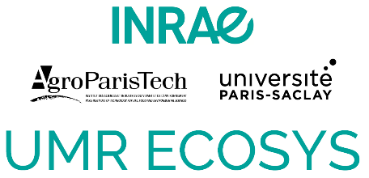 INRAE
AgroParisTech
université
PARIS-SACLAY
UMR ECOSYS